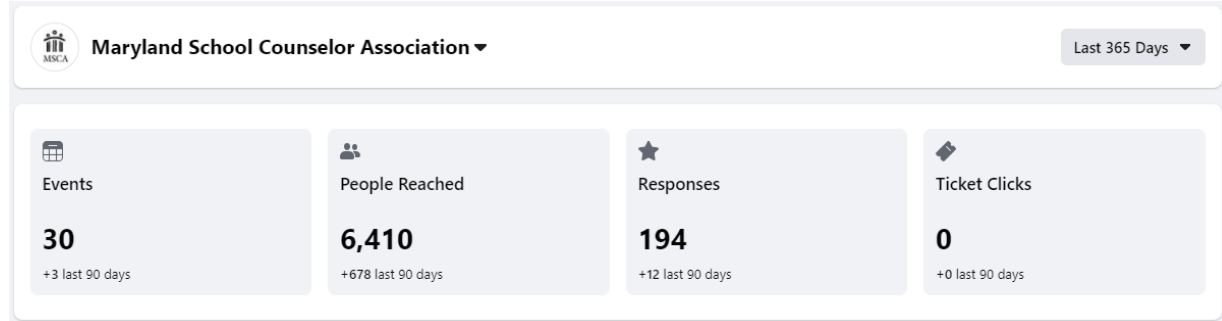 MSCA
Maryland School Counselor Association
Last 365 Days
Events
30
+3 last 90 days
People Reached
6,410
+678 last 90 days
Responses
194
+12 last 90 days
Ticket Clicks
0
+0 last 90 days